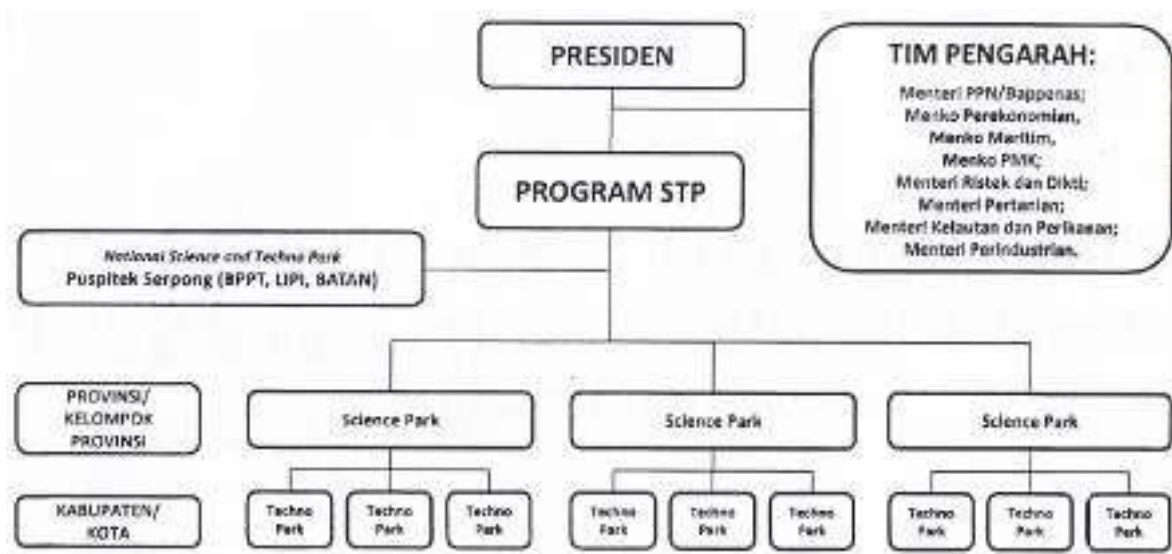 PRESIDEN
TIM PENGARAH:
Menteri PPN/Bappenas;
Menko Perekonomian,
Menko Maritim,
Menko PMK;
Menteri Ristek dan Dikti;
Menteri Pertanian;
Menteri Kelautan dan Perikanan;
Menteri Perindustrian.
PROGRAM STP
National Science and Techno Park
Puspitek Serpong (BPPT, LIPI, BATAN)
PROVINSI/
KELOMPOK
PROVINSI
Science Park
Science Park
Science Park
KABUPATEN/
KOTA
Techno
Park
Techno
Park
Techno
Park
Techno
Park
Techno
Park
Techno
Park
Techno
Park
Techno
Park
Techno
Park